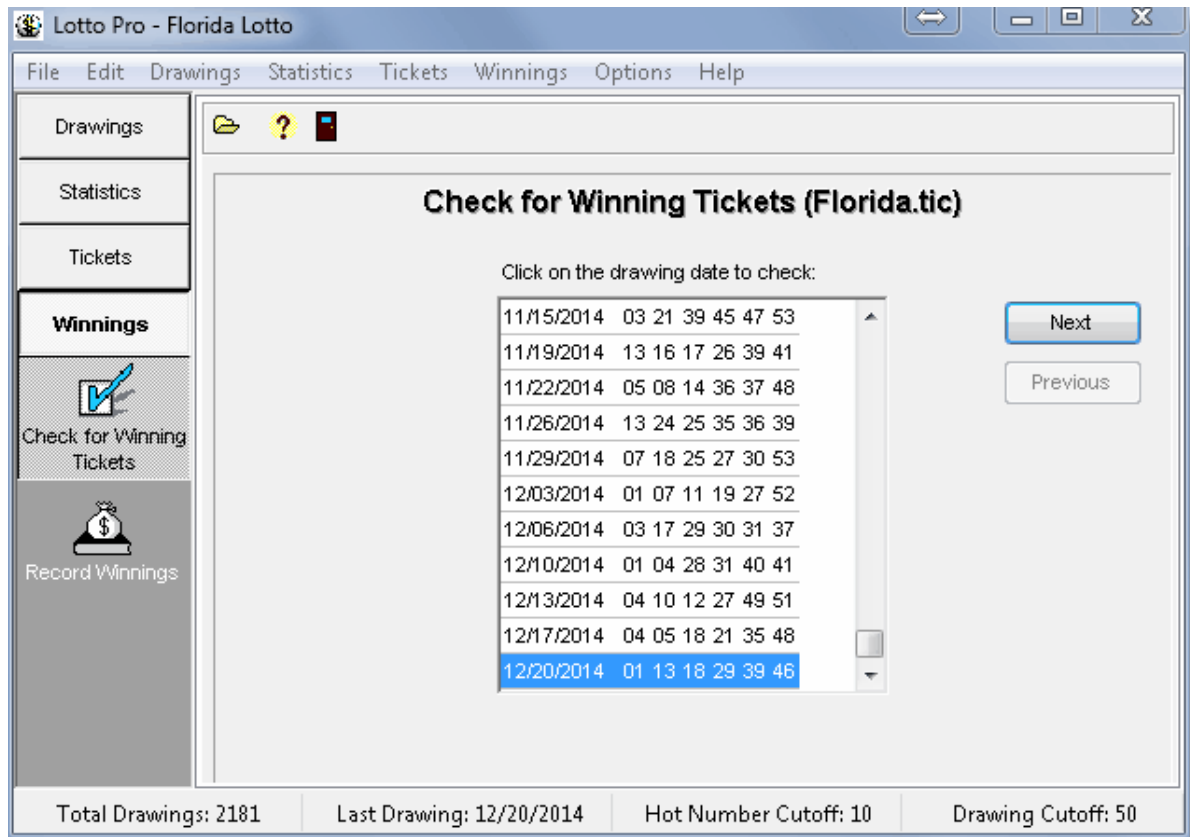 Lotto Pro - Florida Lotto
File Edit Drawings Statistics Tickets Winnings Options Help
Drawings
Statistics
Tickets
Winnings
Check for Winning
Tickets
Record Winnings
Check for Winning Tickets (Florida.tic)
Click on the drawing date to check:
11/15/2014 03 21 39 45 47 53
11/19/2014 13 16 17 26 39 41
11/22/2014 05 08 14 36 37 48
11/26/2014 13 24 25 35 36 39
11/29/2014 07 18 25 27 30 53
12/03/2014 01 07 11 19 27 52
12/06/2014 03 17 29 30 31 37
12/10/2014 01 04 28 31 40 41
12/13/2014 04 10 12 27 49 51
12/17/2014 04 05 18 21 35 48
12/20/2014 01 13 18 29 39 46
Next
Previous
Total Drawings: 2181 Last Drawing: 12/20/2014 Hot Number Cutoff: 10 Drawing Cutoff: 50